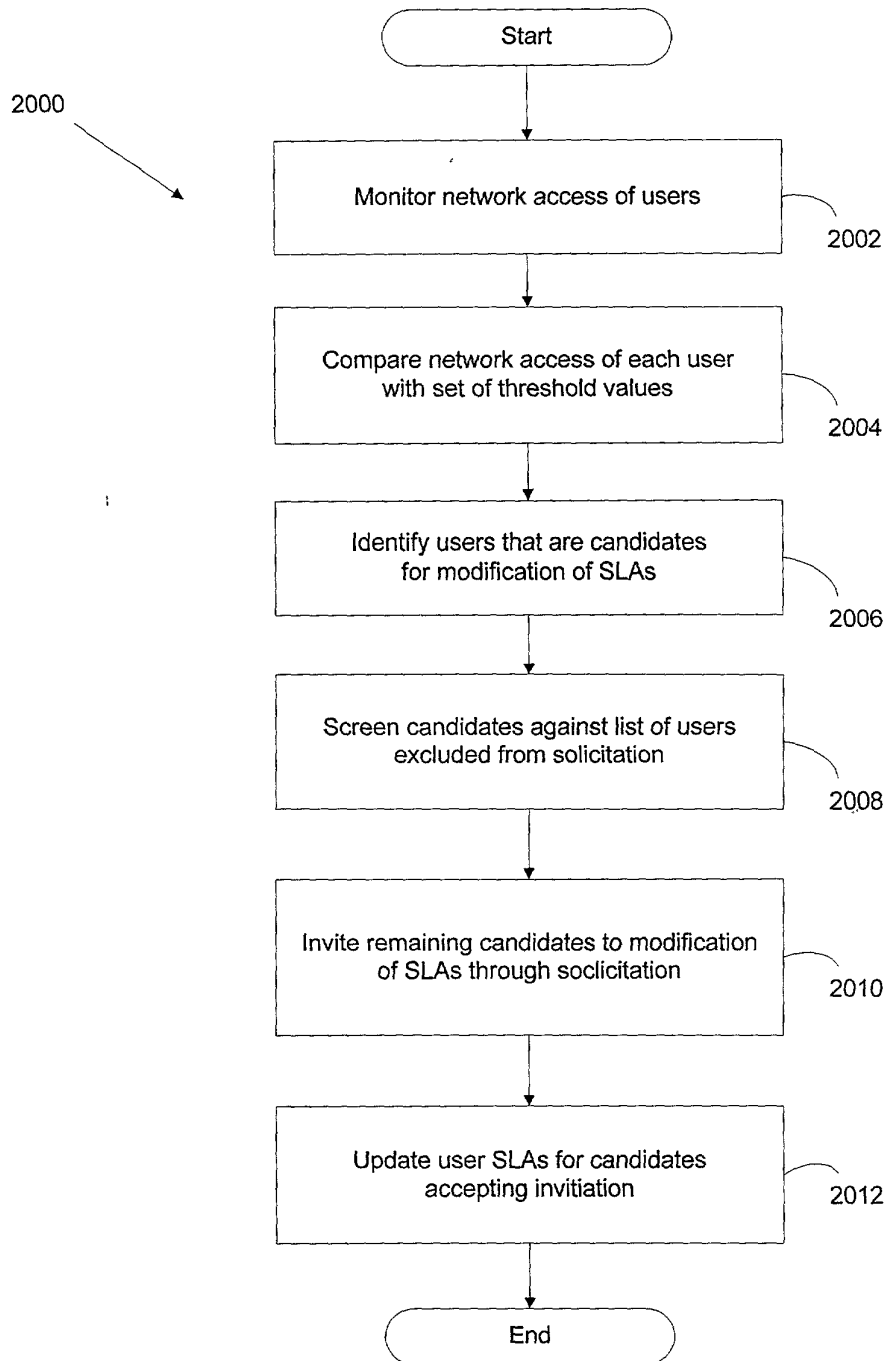 Start
2000
Monitor network access of users
2002
Compare network access of each user
with set of threshold values
2004
Identify users that are candidates
for modification of SLAs
2006
Screen candidates against list of users
excluded from solicitation
2008
Invite remaining candidates to modification
of SLAs through soclicitation
2010
Update user SLAs for candidates
accepting invitiation
2012
End